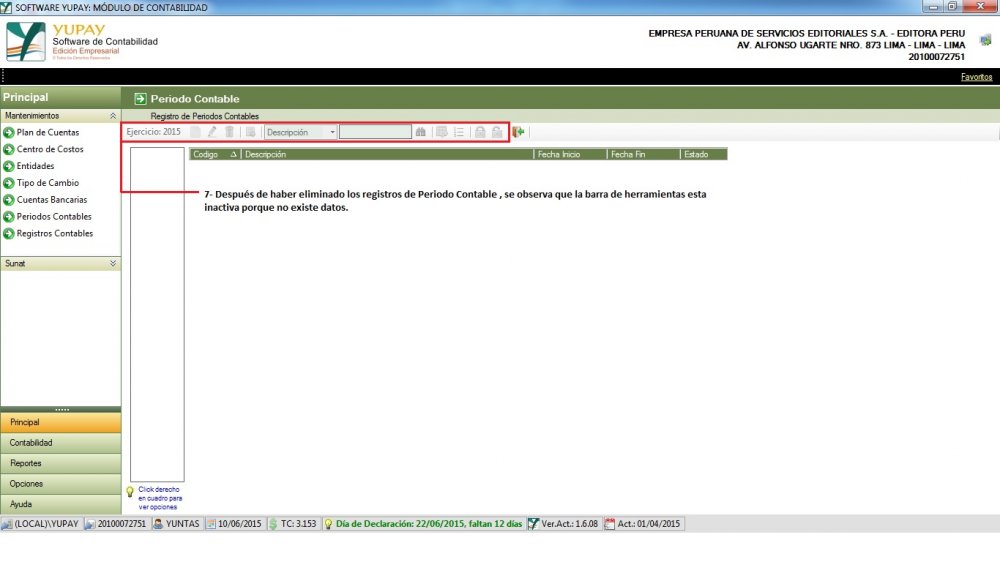 SOFTWARE YUPAY: MÓDULO DE CONTABILIDAD
YUPAY
Software de Contabilidad
Edición Empresarial
© Todos los Derechos Reservados
EMPRESA PERUANA DE SERVICIOS EDITORIALES S.A. - EDITORA PERU
AV. ALFONSO UGARTE NRO. 873 LIMA - LIMA - LIMA
20100072751
Favoritos
Principal
Periodo Contable
Mantenimientos
Registro de Periodos Contables
Plan de Cuentas
Centro de Costos
Entidades
Tipo de Cambio
Cuentas Bancarias
Periodos Contables
Registros Contables
Sunat
Ejercicio: 2015
Descripción
Codigo
Descripción
Fecha Inicio
Fecha Fin
Estado
7- Después de haber eliminado los registros de Periodo Contable , se observa que la barra de herramientas esta
inactiva porque no existe datos.
Principal
Contabilidad
Reportes
Opciones
Ayuda
Click derecho
en cuadro para
ver opciones
(LOCAL)\YUPAY
20100072751
YUNTAS
10/06/2015
TC: 3.153
Día de Declaración: 22/06/2015, faltan 12 días
Ver.Act.: 1.6.08
Act.: 01/04/2015